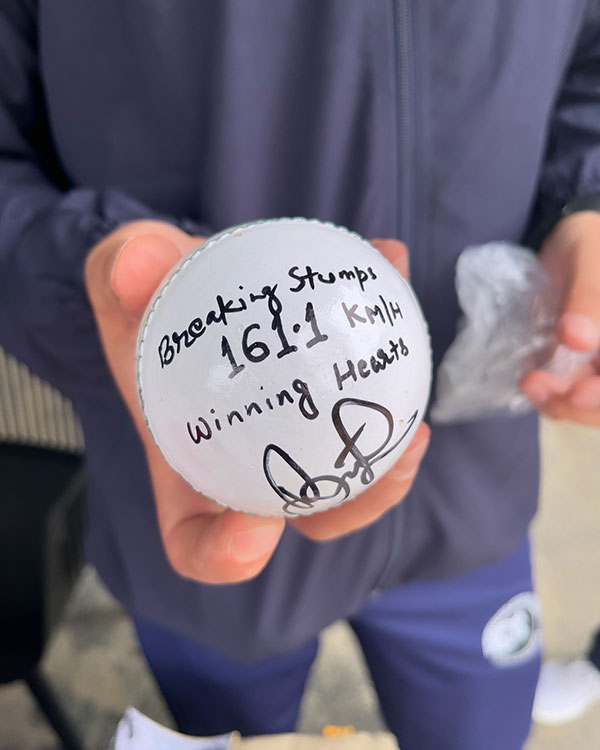 Breaking Stumps
161.1 KM/H
Winning Hearts